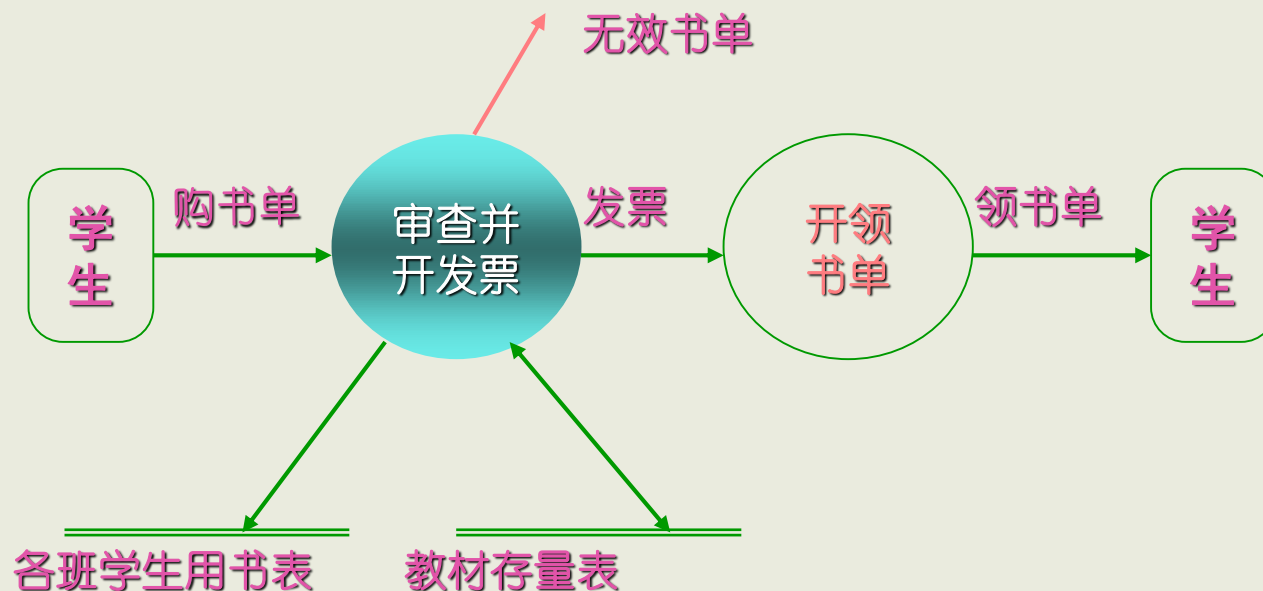 无效书单
学
生
购书单
审查并
开发票
发票
开领
书单
领书单
学
生
各班学生用书表
教材存量表